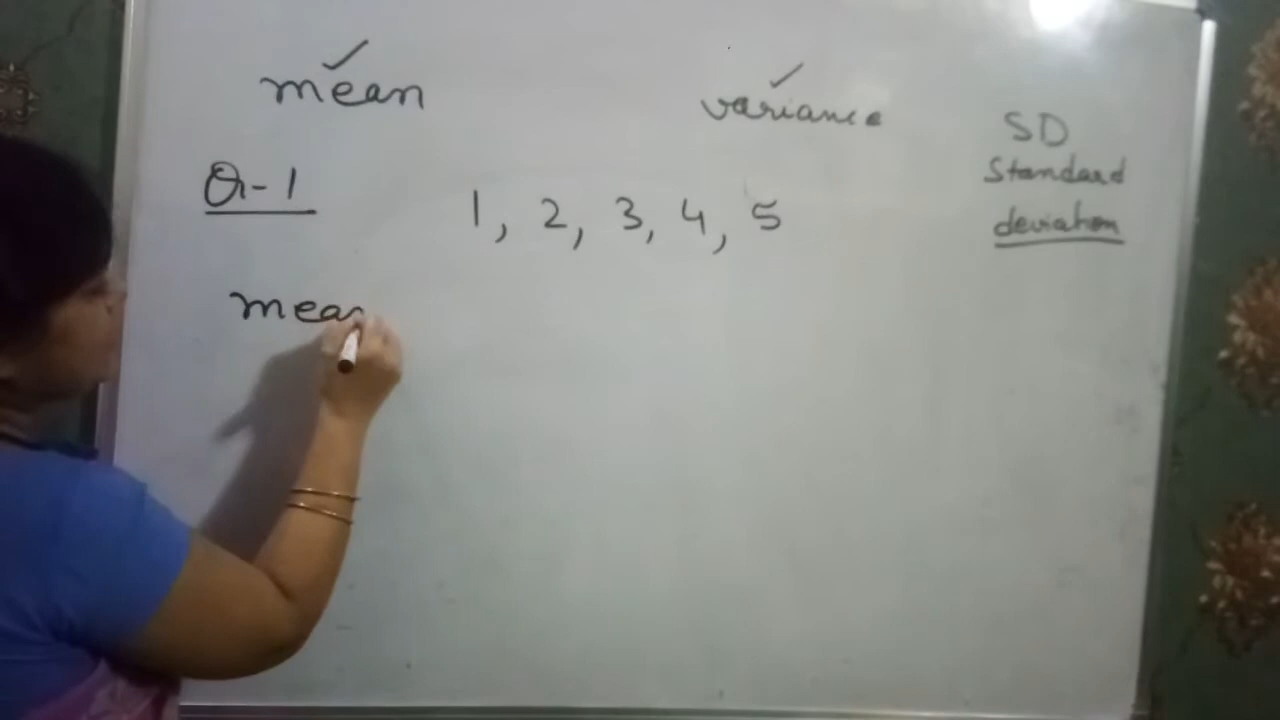 mean variance SD
Standard
deviation
Q-1 1, 2, 3, 4, 5
mean